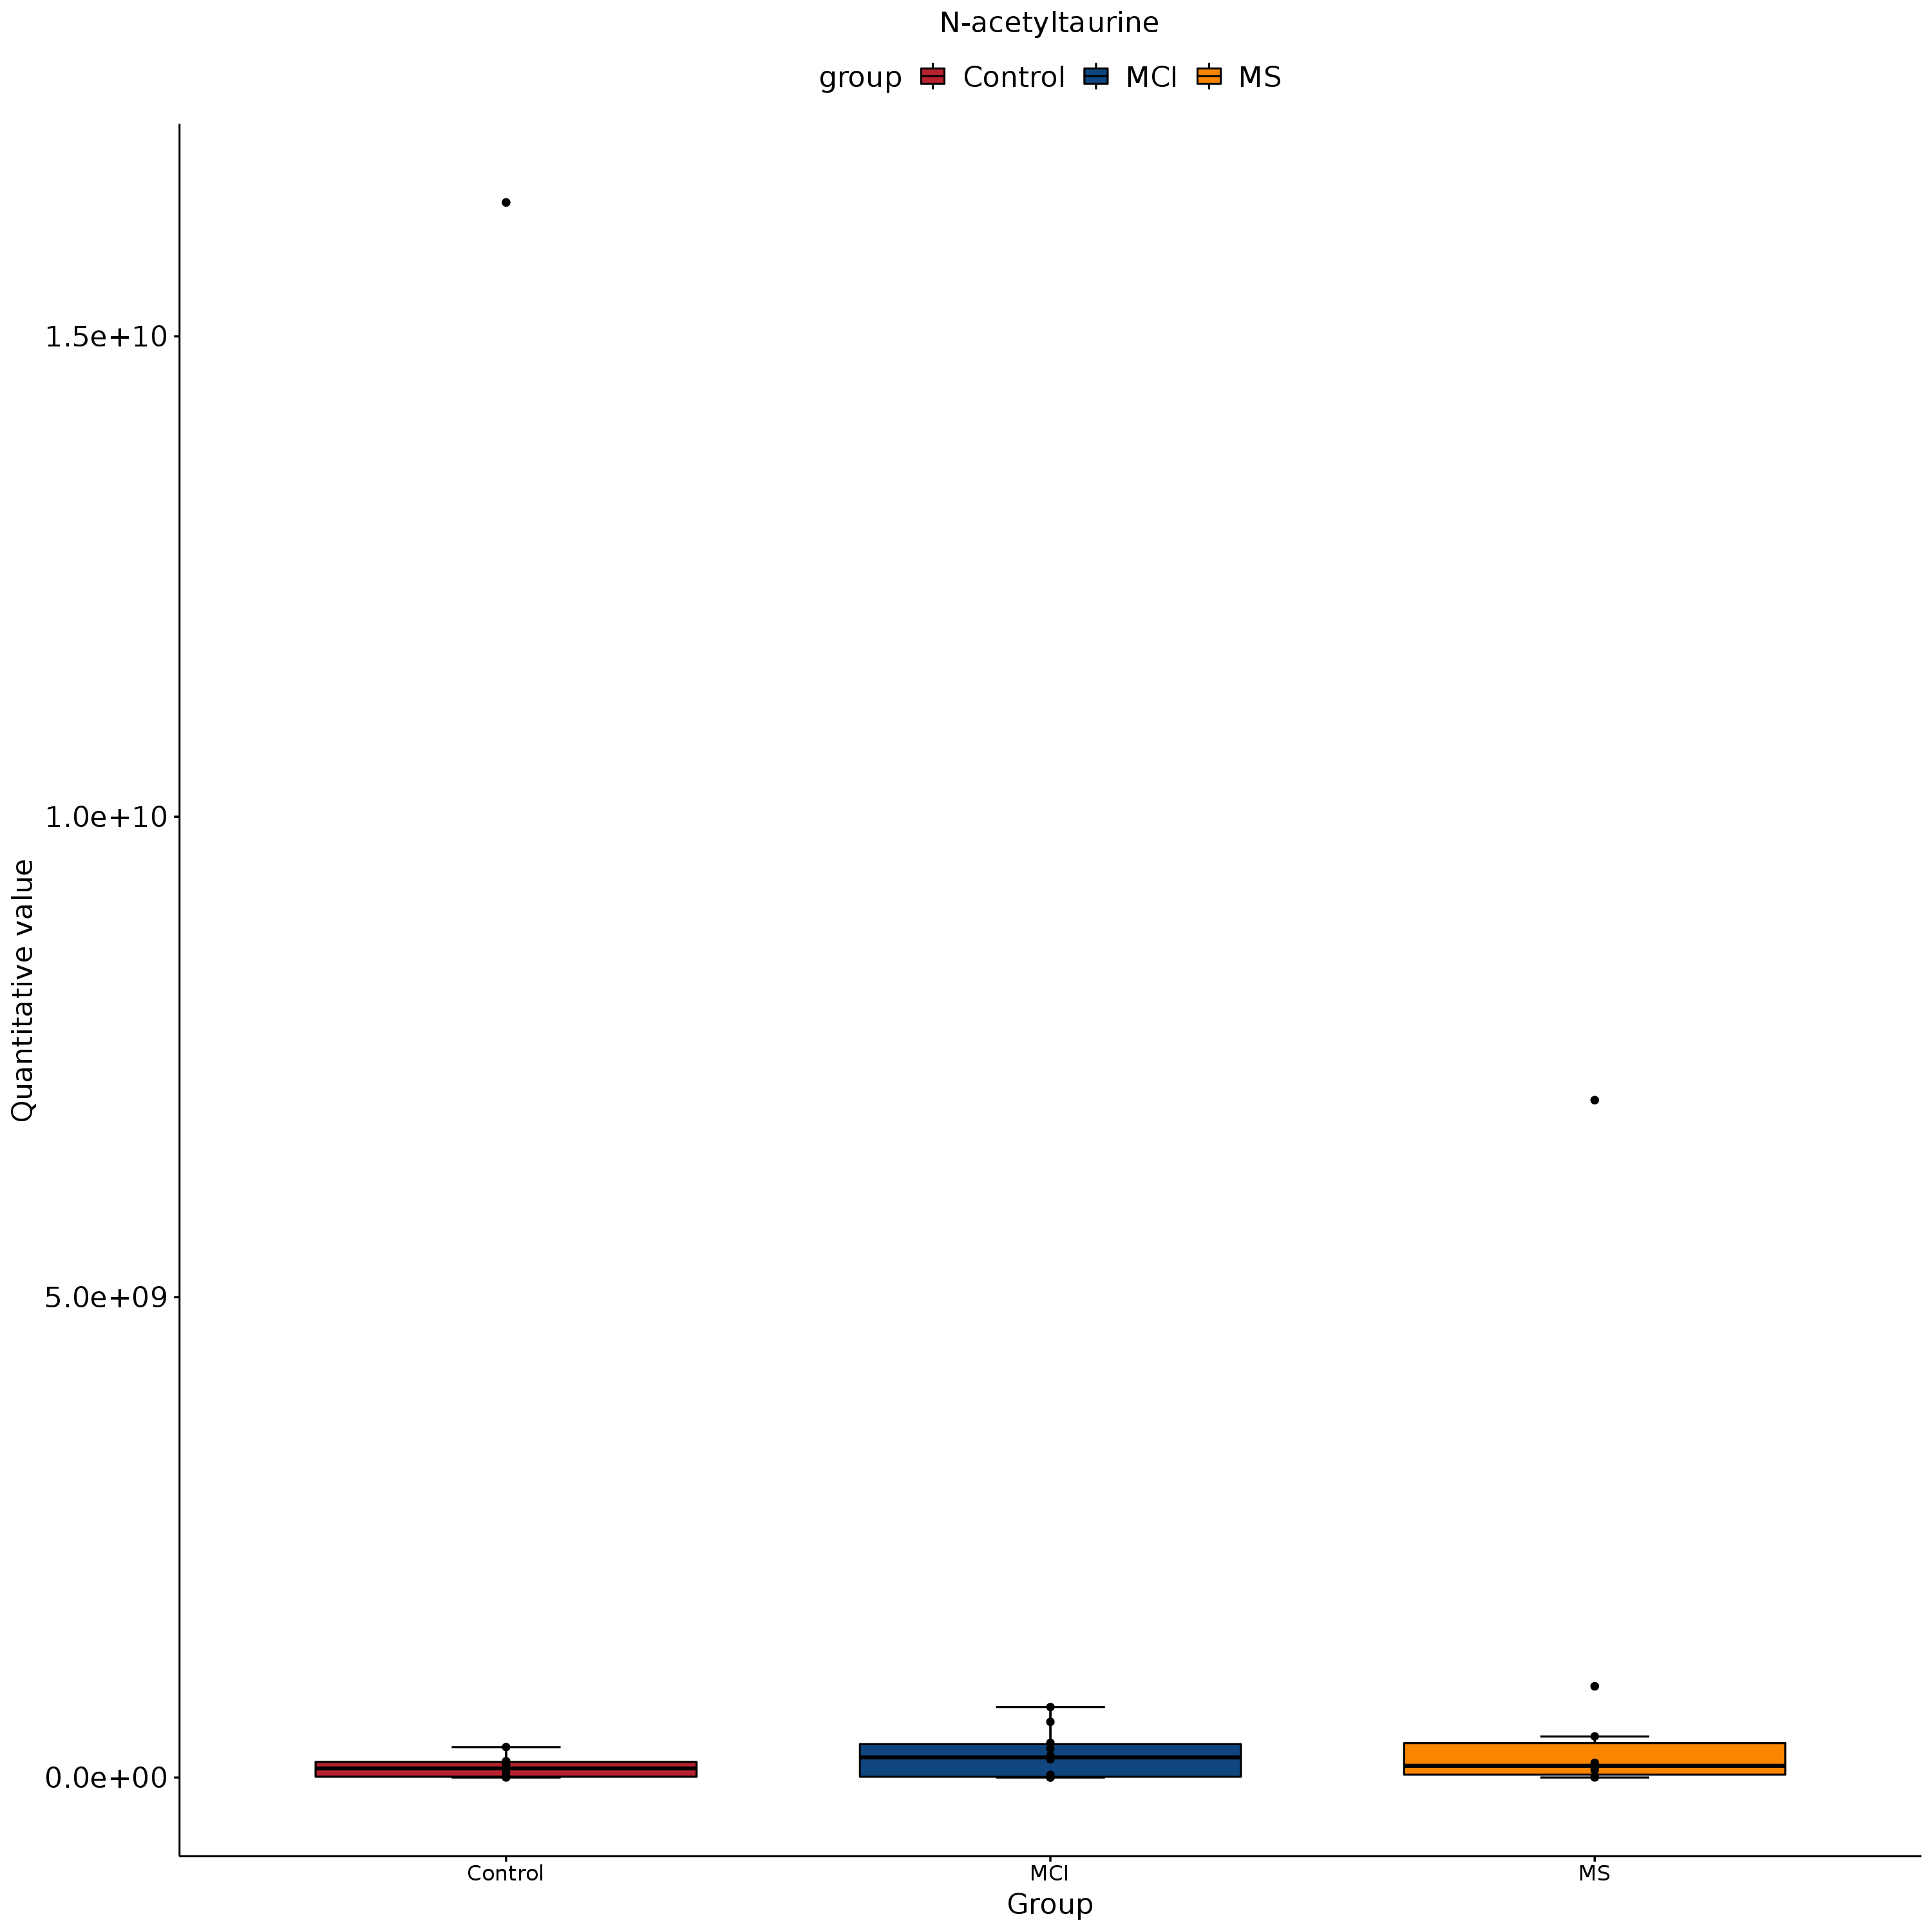 N-acetyltaurine
group Control MCI MS
1.5e+10
1.0e+10
5.0e+09
0.0e+00
Quantitative value
Control MCI MS
Group